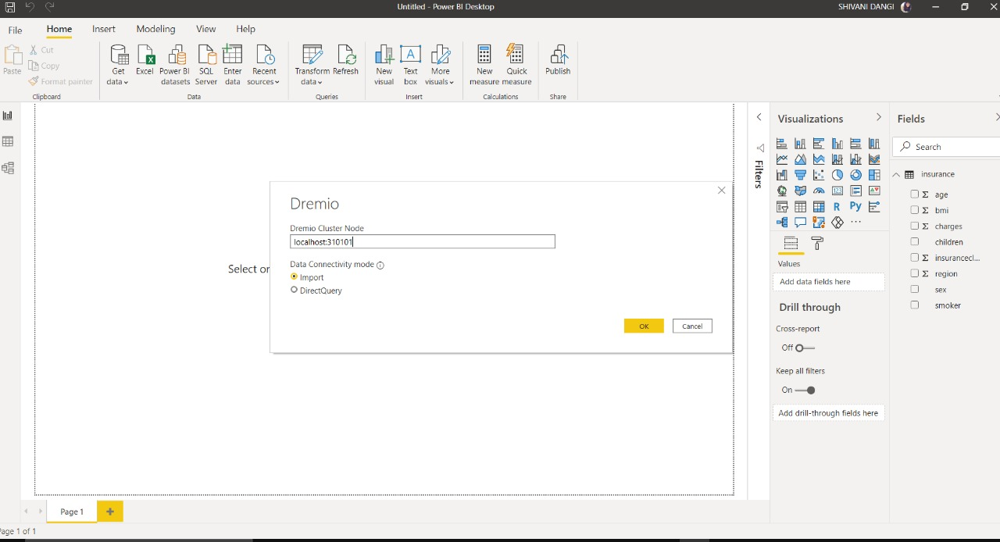 Untitled - Power BI Desktop
SHIVANI DANGI
File Home Insert Modeling View Help
Paste
Cut
Copy
Format painter
Clipboard
Get data
Excel
Power BI datasets
SQL Server
Enter data
Recent sources
Data
Transform data
Refresh
Queries
New visual
A
Text box
More visuals
Insert
New measure
Quick measure
Calculations
Publish
Share
Select or
Dremio
Dremio Cluster Node
localhost:310101
Data Connectivity mode
Import
DirectQuery
OK
Cancel
Filters
Visualizations
123
R
Py
Values
Add data fields here
Drill through
Cross-report
Off
Keep all filters
On
Add drill-through fields here
Fields
Search
insurance
Σ age
Σ bmi
Σ charges
children
Σ insurancecl...
Σ region
sex
smoker
Page 1
+
Page 1 of 1